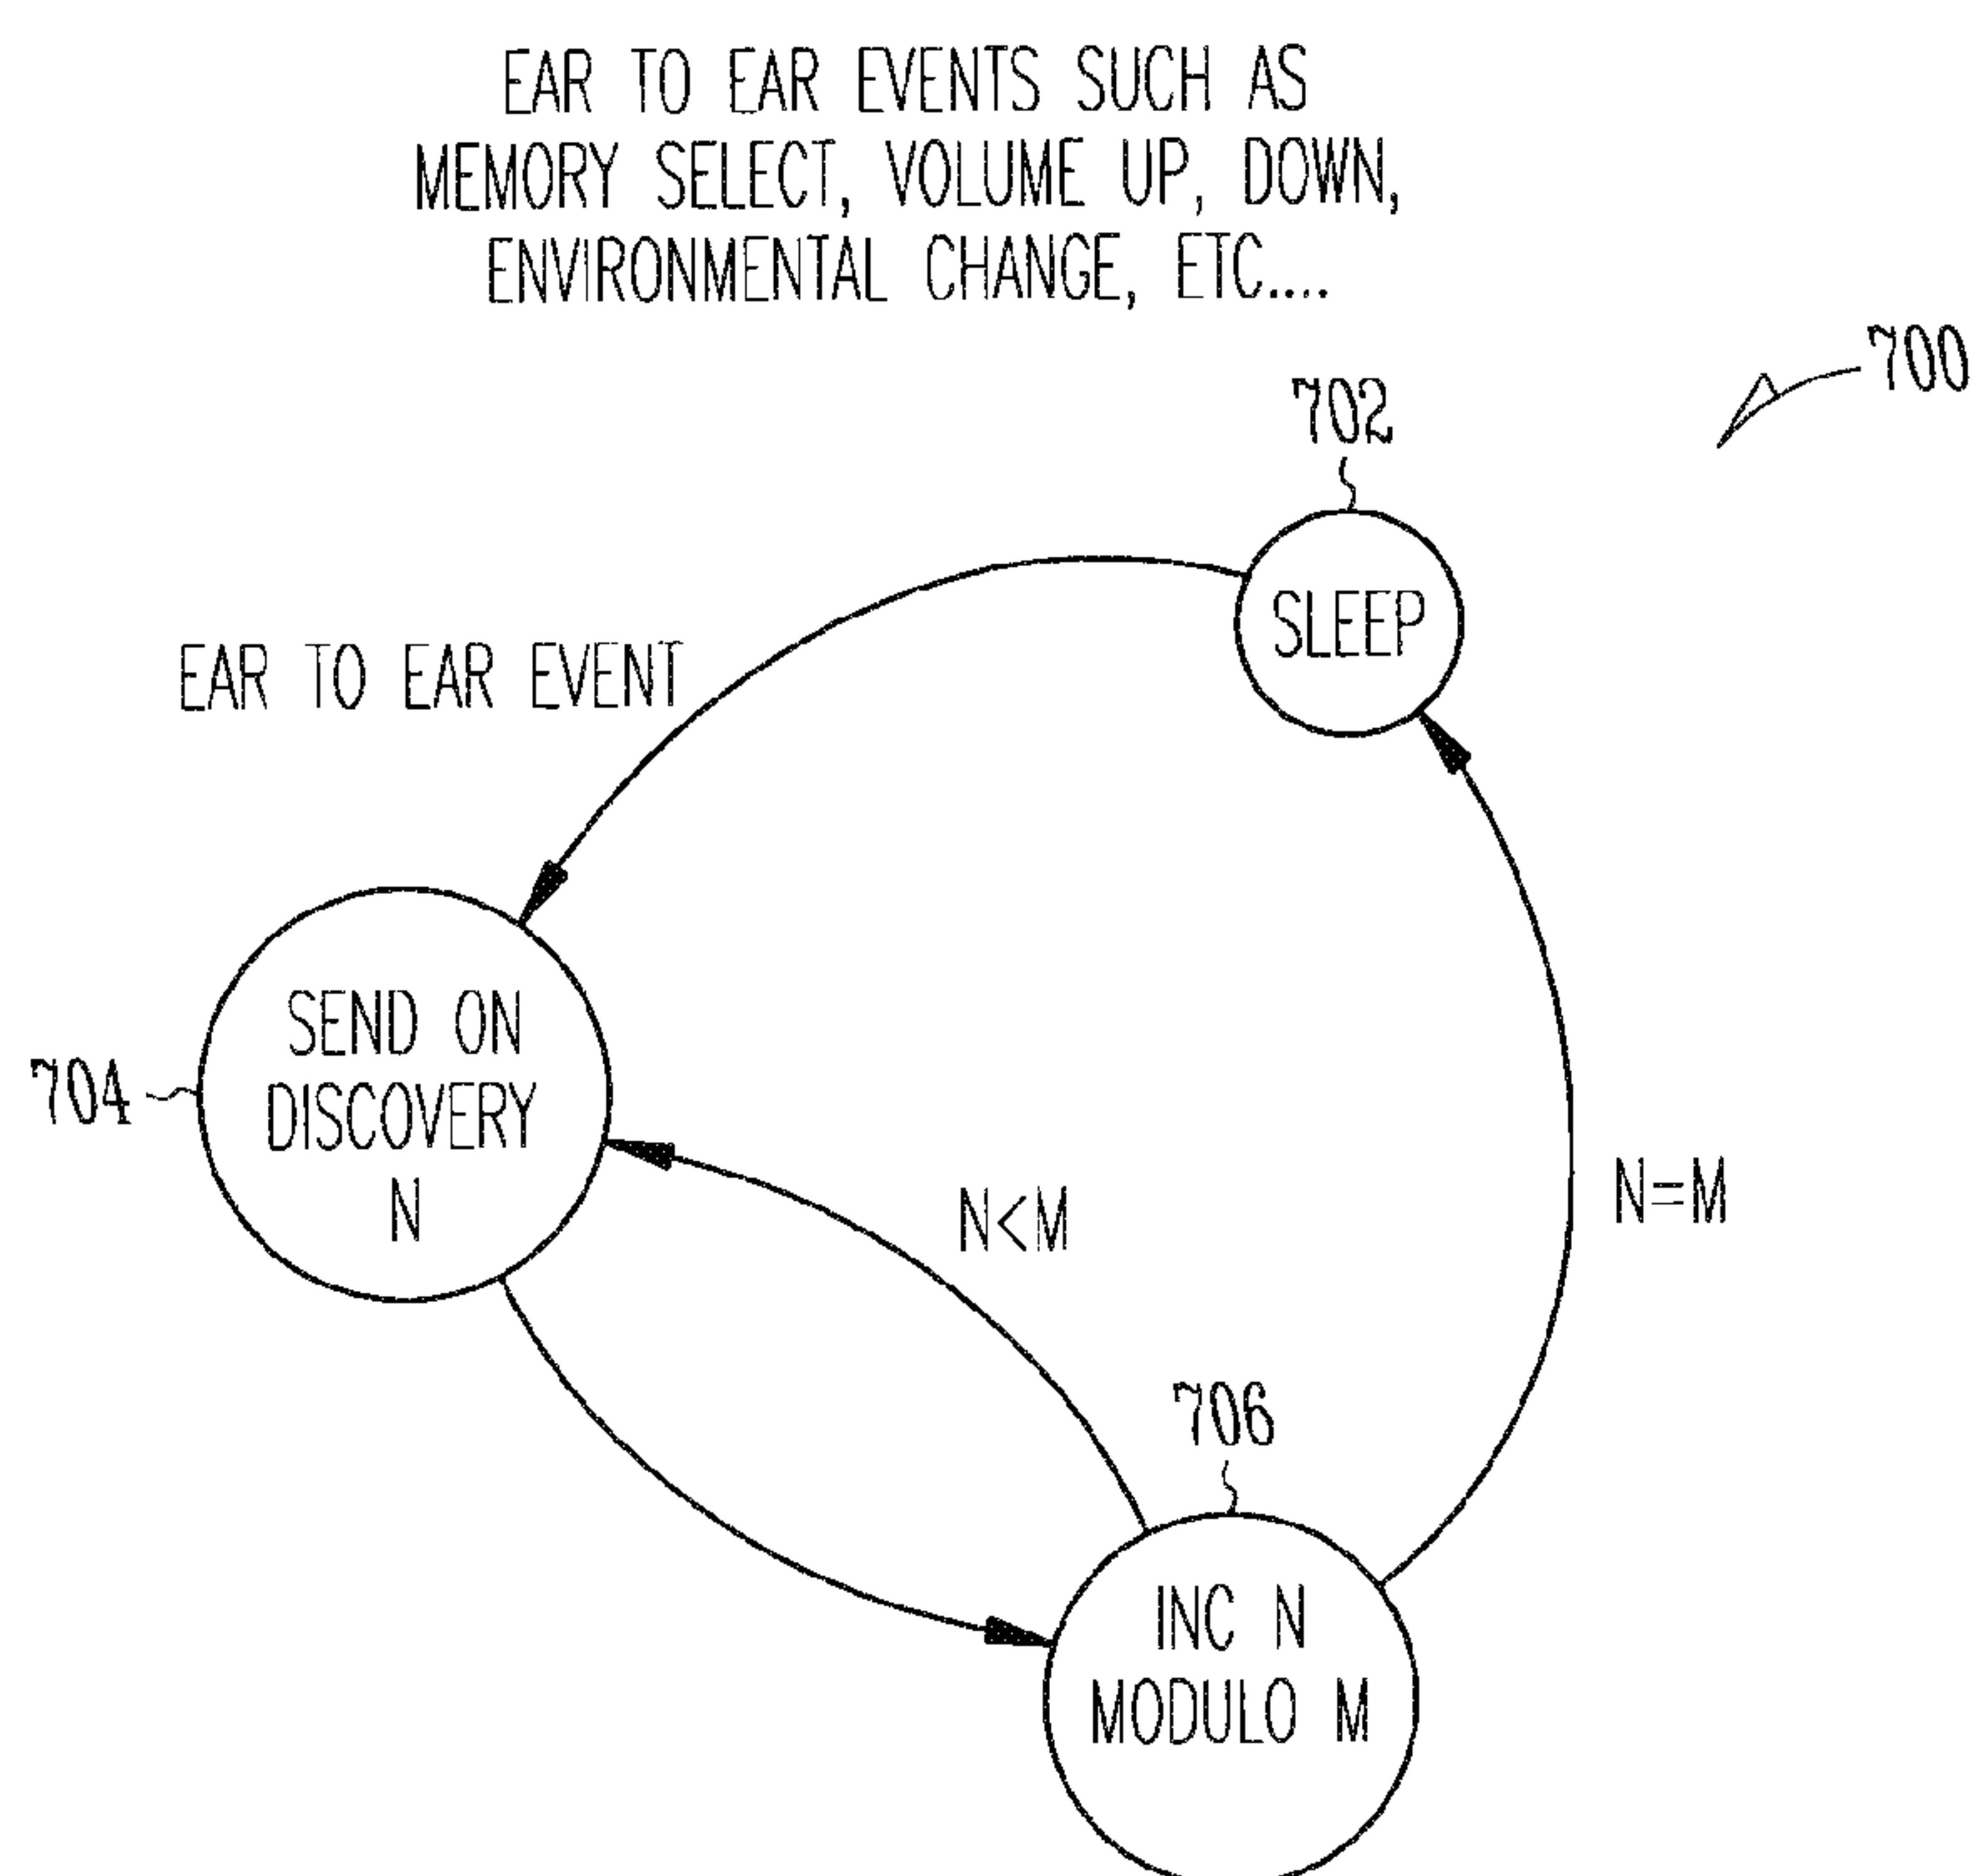 EAR TO EAR EVENTS SUCH AS
MEMORY SELECT, VOLUME UP, DOWN,
ENVIRONMENTAL CHANGE, ETC....
700
702
SLEEP
EAR TO EAR EVENT
704
SEND ON
DISCOVERY
N
N<M
N=M
706
INC N
MODULO M